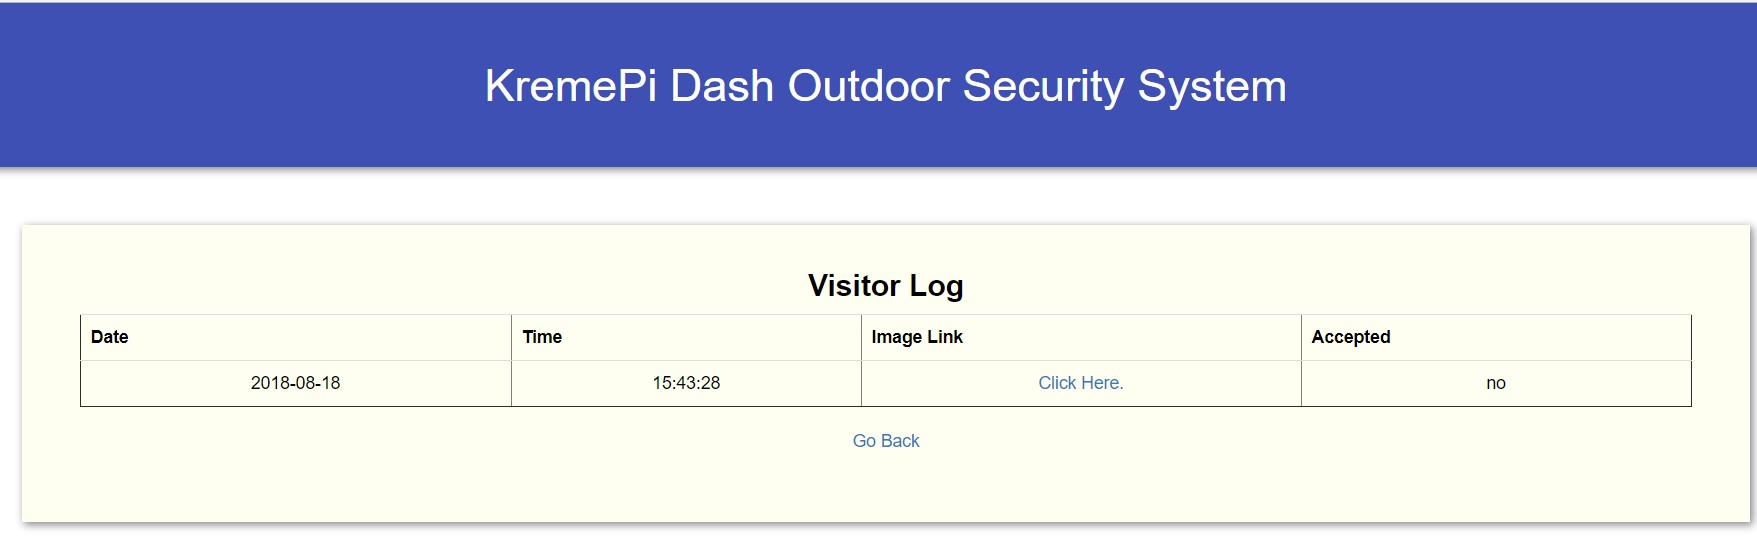 KremePi Dash Outdoor Security System
Visitor Log
Date Time Image Link Accepted
2018-08-18 15:43:28 Click Here. no
Go Back